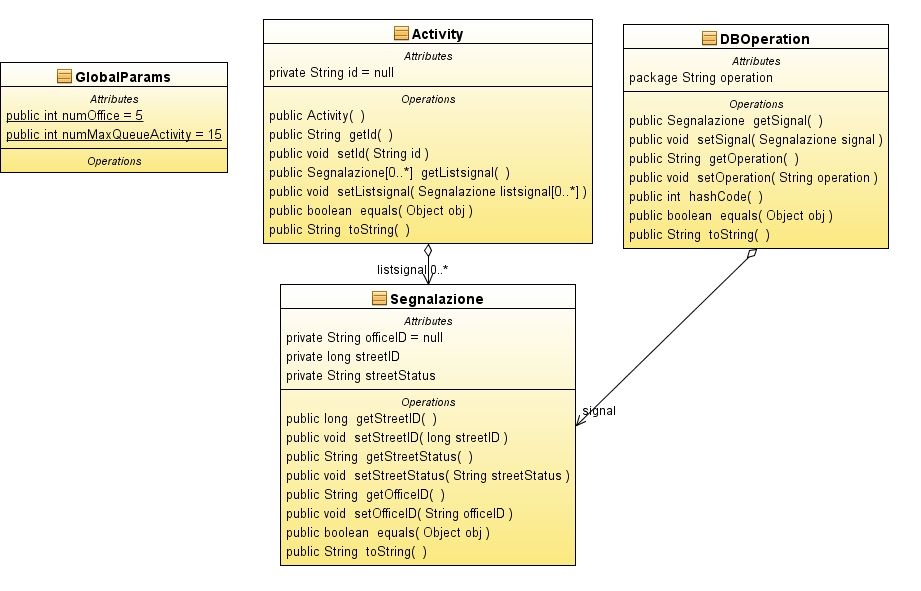 GlobalParams
Attributes
public int numOffice = 5
public int numMaxQueueActivity = 15
Operations
Activity
Attributes
private String id = null
Operations
public Activity( )
public String getId( )
public void setId( String id )
public Segnalazione[0..*] getListsignal( )
public void setListsignal( Segnalazione listsignal[0..*] )
public boolean equals( Object obj )
public String toString( )
DBOperation
Attributes
package String operation
Operations
public Segnalazione getSignal( )
public void setSignal( Segnalazione signal )
public String getOperation( )
public void setOperation( String operation )
public int hashCode( )
public boolean equals( Object obj )
public String toString( )
listsignal 0..*
signal
Segnalazione
Attributes
private String officeID = null
private long streetID
private String streetStatus
Operations
public long getStreetID( )
public void setStreetID( long streetID )
public String getStreetStatus( )
public void setStreetStatus( String streetStatus )
public String getOfficeID( )
public void setOfficeID( String officeID )
public boolean equals( Object obj )
public String toString( )